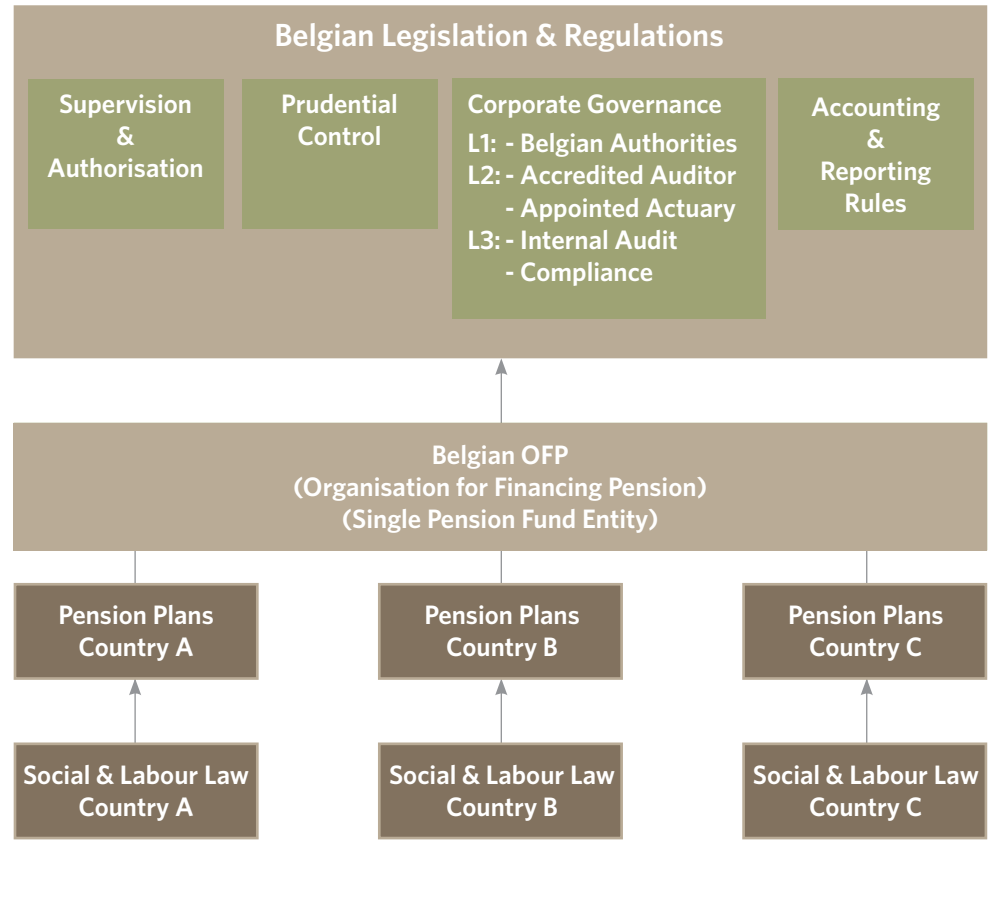 Belgian Legislation & Regulations
Supervision
&
Authorisation
Prudential
Control
Corporate Governance
L1: - Belgian Authorities
L2: - Accredited Auditor
- Appointed Actuary
L3: - Internal Audit
- Compliance
Accounting
&
Reporting
Rules
Belgian OFP
(Organisation for Financing Pension)
(Single Pension Fund Entity)
Pension Plans
Country A
Pension Plans
Country B
Pension Plans
Country C
Social & Labour Law
Country A
Social & Labour Law
Country B
Social & Labour Law
Country C